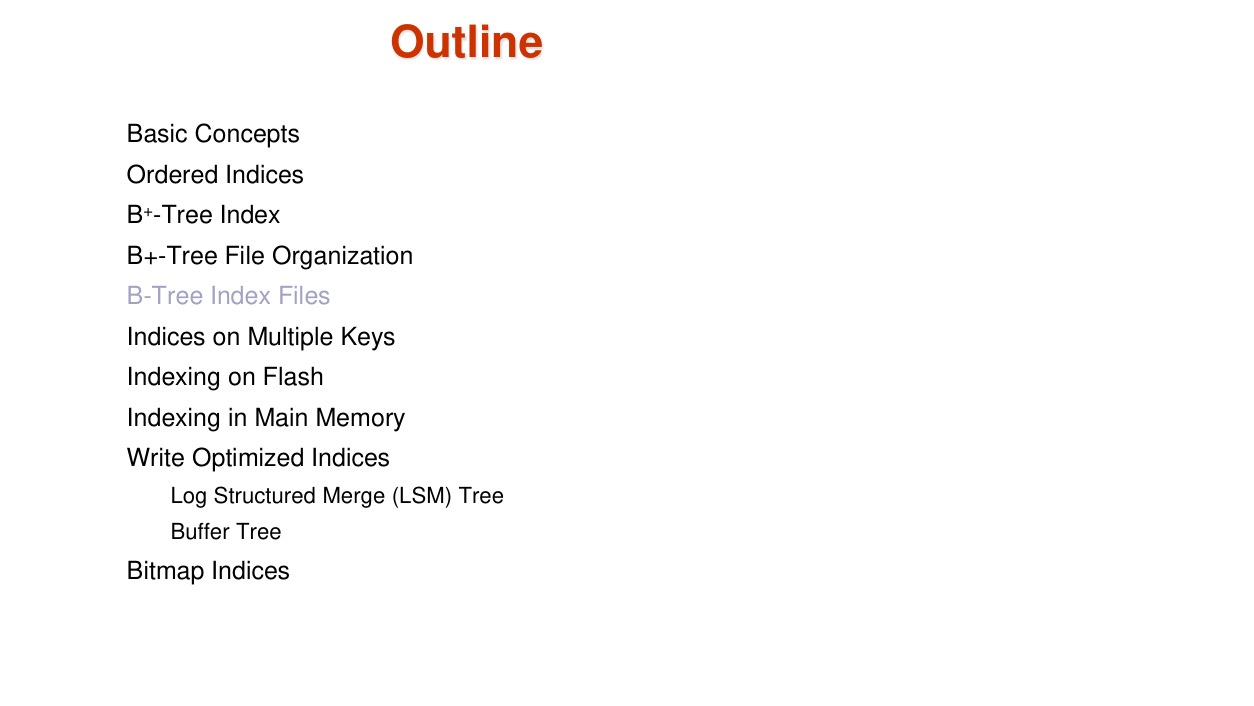 Outline
Basic Concepts
Ordered Indices
B⁺-Tree Index
B+-Tree File Organization
B-Tree Index Files
Indices on Multiple Keys
Indexing on Flash
Indexing in Main Memory
Write Optimized Indices
Log Structured Merge (LSM) Tree
Buffer Tree
Bitmap Indices